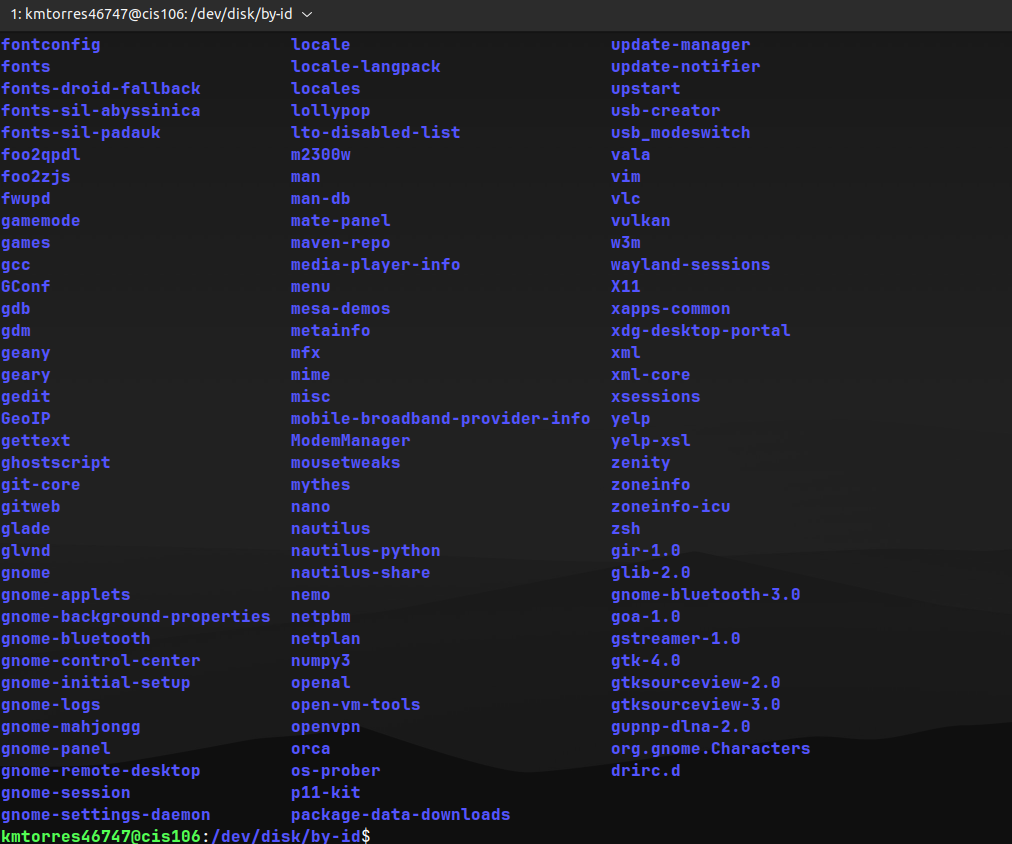 1: kmtorres46747@cis106: /dev/disk/by-id
fontconfig locale update-manager
fonts locale-langpack update-notifier
fonts-droid-fallback locales upstart
fonts-sil-abyssinica lollypop usb-creator
fonts-sil-padauk lto-disabled-list usb_modeswitch
foo2qpdl m2300w vala
foo2zjs man vim
fwupd man-db vlc
gamemode mate-panel vulkan
games maven-repo w3m
gcc media-player-info wayland-sessions
GConf menu X11
gdb mesa-demos xapps-common
gdm metainfo xdg-desktop-portal
geany mfx xml
geary mime xml-core
gedit misc xsessions
GeoIP mobile-broadband-provider-info yelp
gettext ModemManager yelp-xsl
ghostscript mousetweaks zenity
git-core mythes zoneinfo
gitweb nano zoneinfo-icu
glade nautilus zsh
glvnd nautilus-python gir-1.0
gnome nautilus-share glib-2.0
gnome-applets nemo gnome-bluetooth-3.0
gnome-background-properties netpbm goa-1.0
gnome-bluetooth netplan gstreamer-1.0
gnome-control-center numpy3 gtk-4.0
gnome-initial-setup openal gtksourceview-2.0
gnome-logs open-vm-tools gtksourceview-3.0
gnome-mahjongg openvpn gupnp-dlna-2.0
gnome-panel orca org.gnome.Characters
gnome-remote-desktop os-prober drirc.d
gnome-session p11-kit
gnome-settings-daemon package-data-downloads
kmtorres46747@cis106:/dev/disk/by-id$